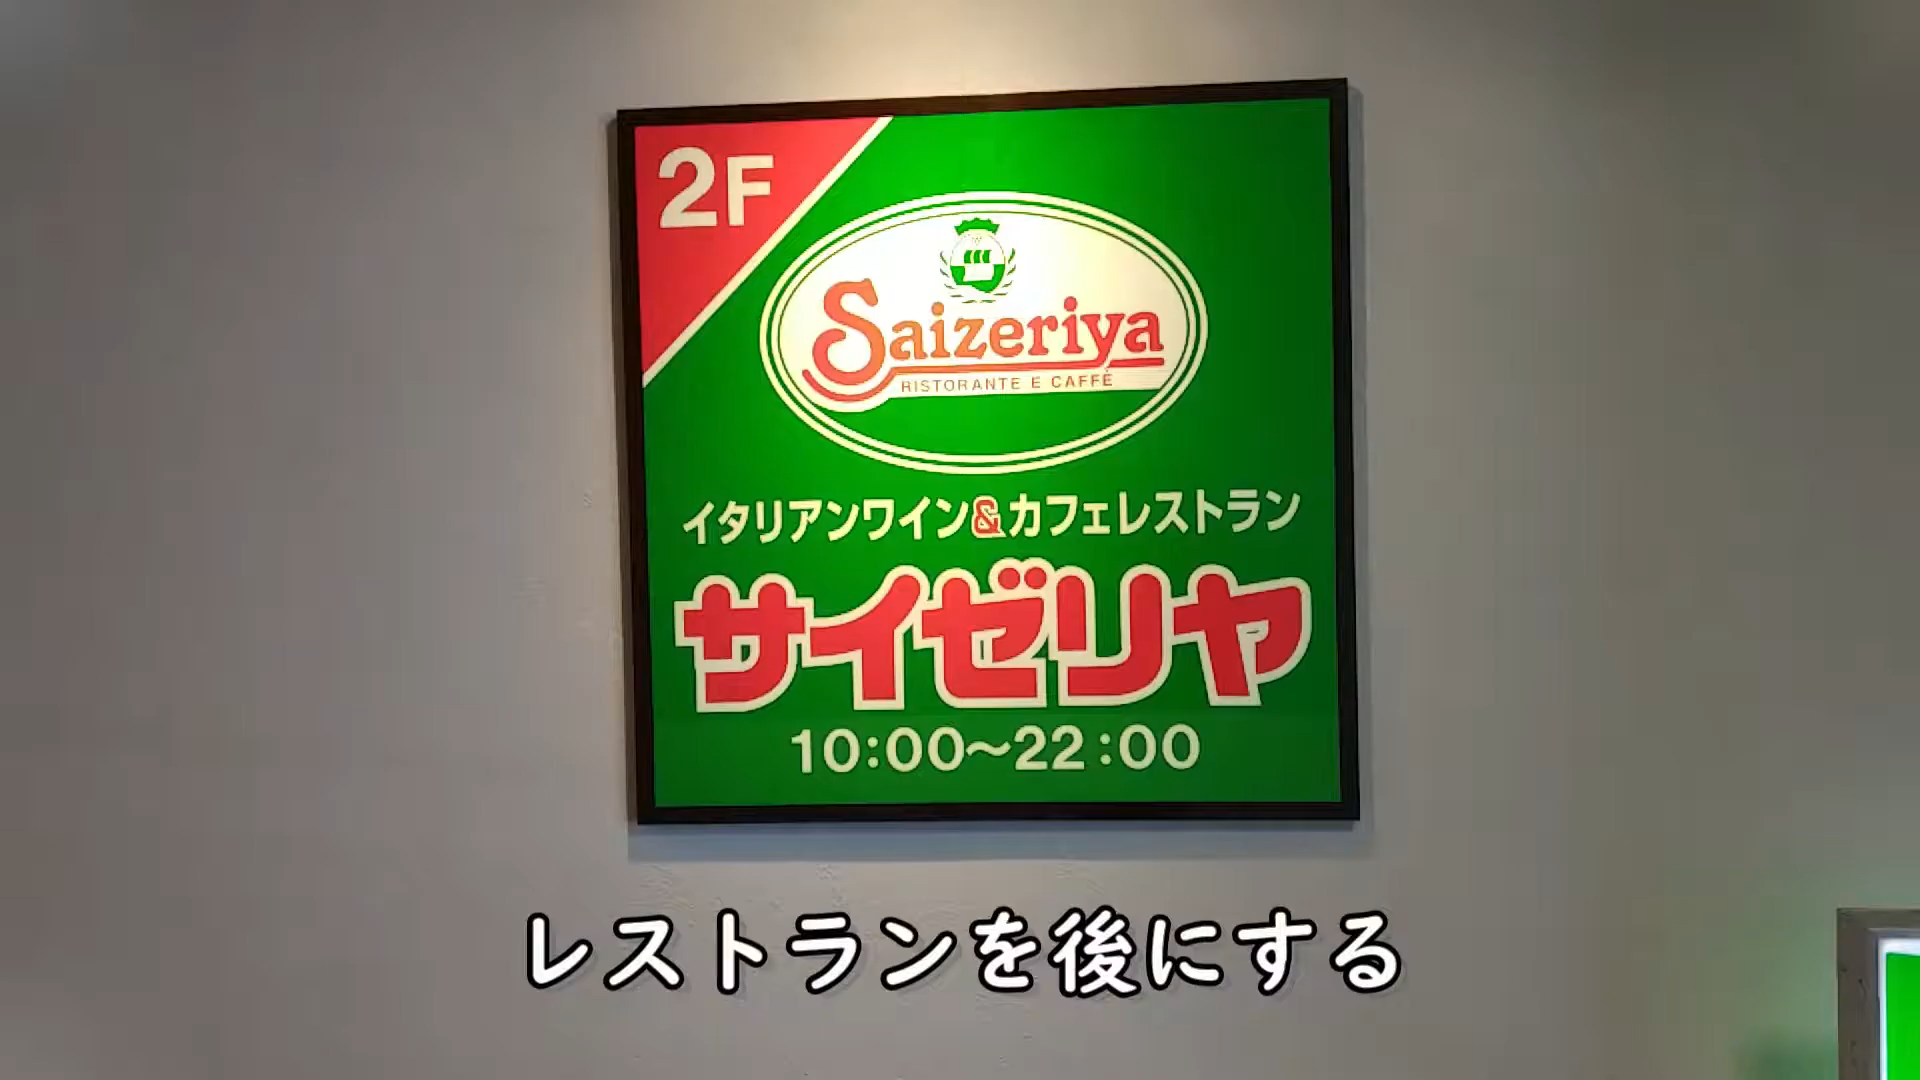 2F
Saizeriya
RISTORANTE E CAFFÈ
イタリアンワイン&カフェレストラン
サイゼリヤ
10:00～22:00
レストランを後にする